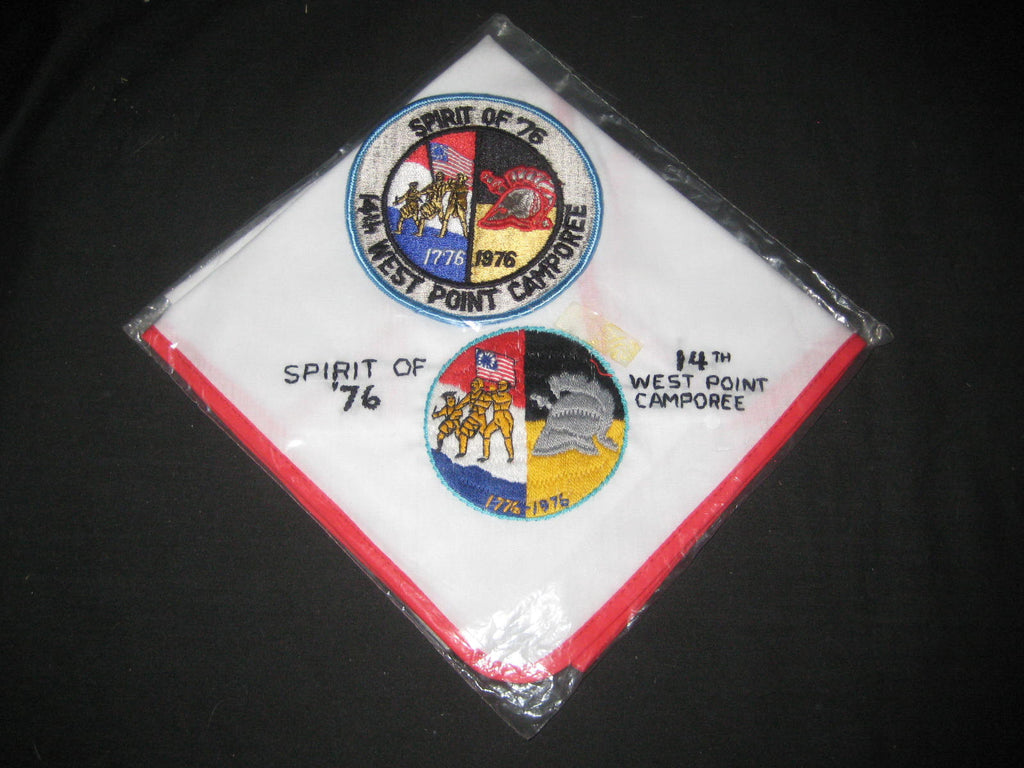 SPIRIT OF '76
1776 1976
14TH WEST POINT CAMPOREE
SPIRIT OF
'76
1776-1976
14TH
WEST POINT
CAMPOREE